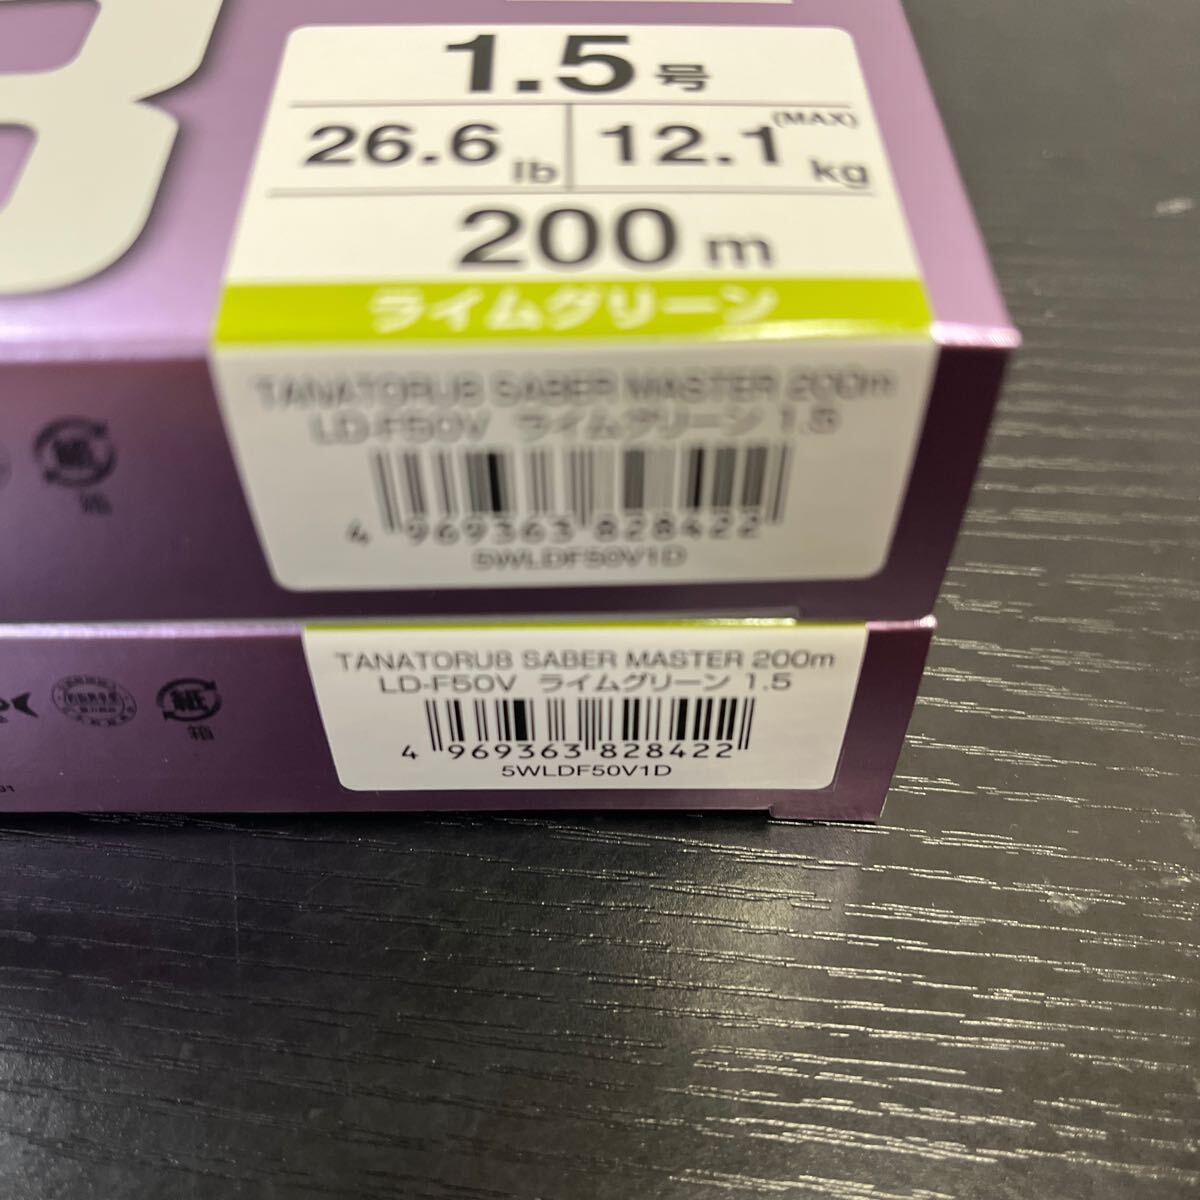 1.5号
26.6 lb 12.1 (MAX) kg
200 m
ライムグリーン
TANATORU8 SABER MASTER 200m
LD-F50V ライムグリーン 1.5
4 969363 828422
5WLDF50V1D
TANATORU8 SABER MASTER 200m
LD-F50V ライムグリーン 1.5
紙
箱
4 969363 828422
5WLDF50V1D